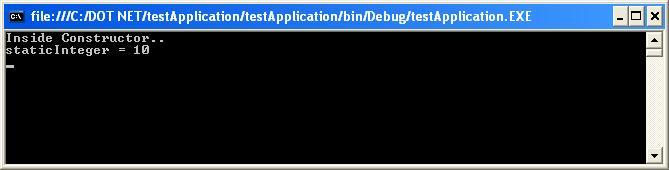 file:///C:/DOT NET/testApplication/testApplication/bin/Debug/testApplication.EXE
Inside Constructor..
staticInteger = 10